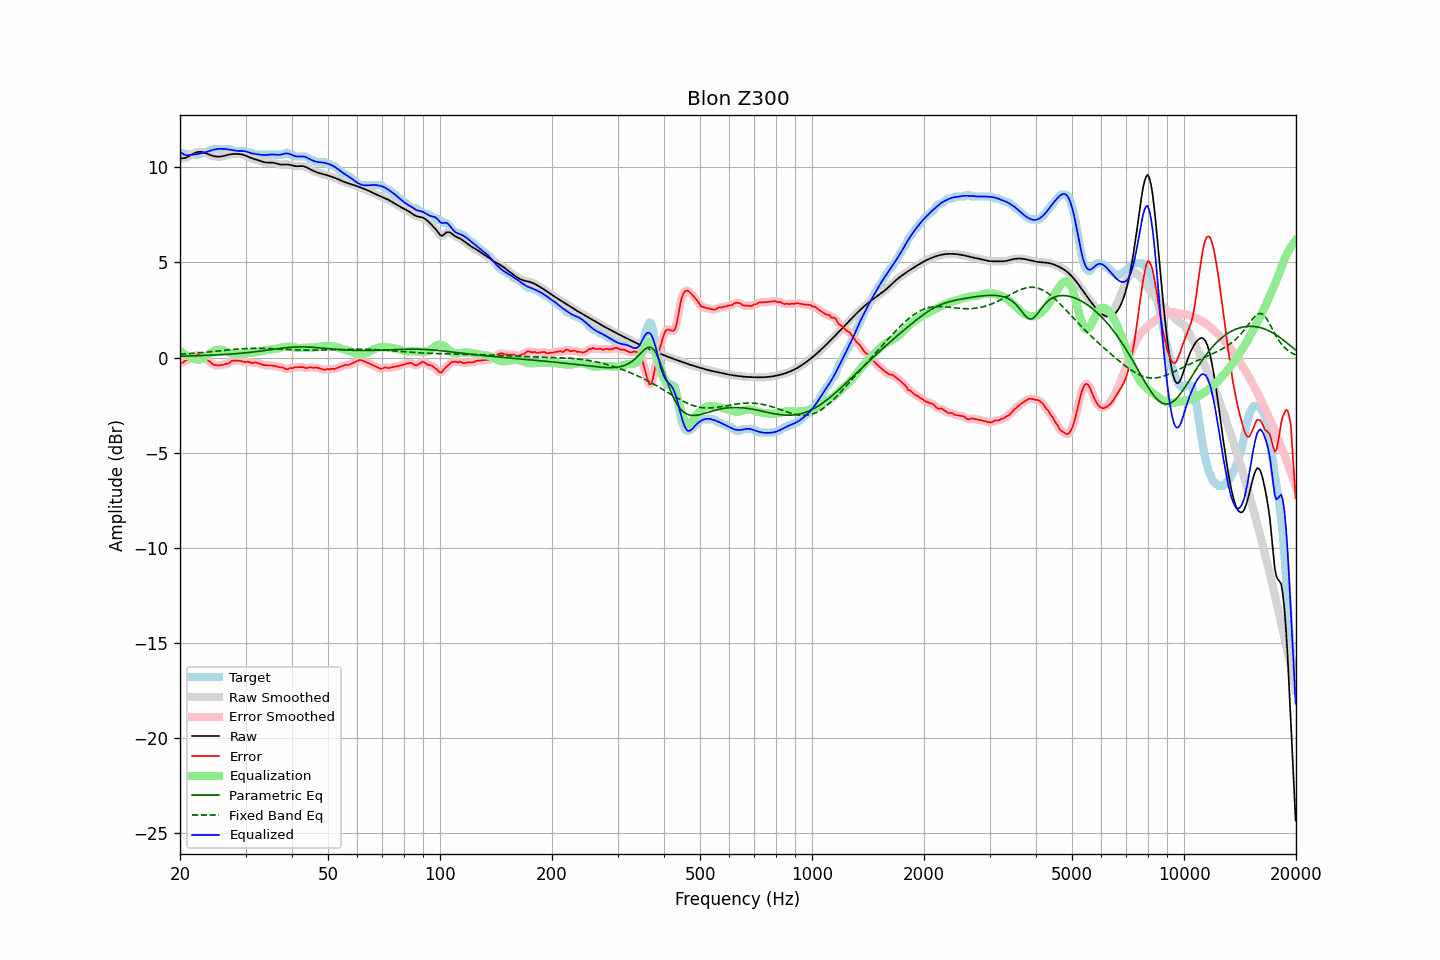 Blon Z300
Amplitude (dBr)
10
5
0
−5
−10
−15
−20
−25
Target
Raw Smoothed
Error Smoothed
Raw
Error
Equalization
Parametric Eq
Fixed Band Eq
Equalized
20 50 100 200 500 1000 2000 5000 10000 20000
Frequency (Hz)